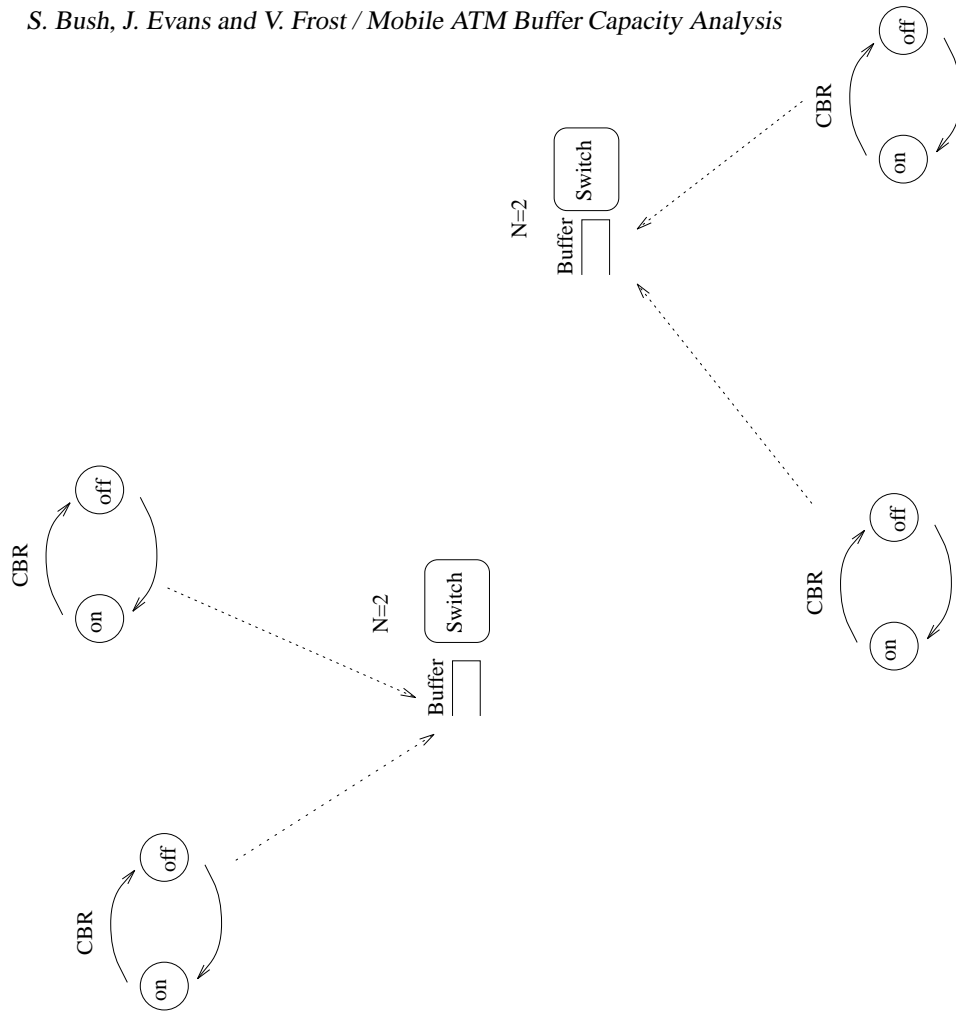 S. Bush, J. Evans and V. Frost / Mobile ATM Buffer Capacity Analysis
CBR
on
off
CBR
on
off
N=2
Buffer
Switch
CBR
on
off
N=2
Buffer
Switch
CBR
on
off